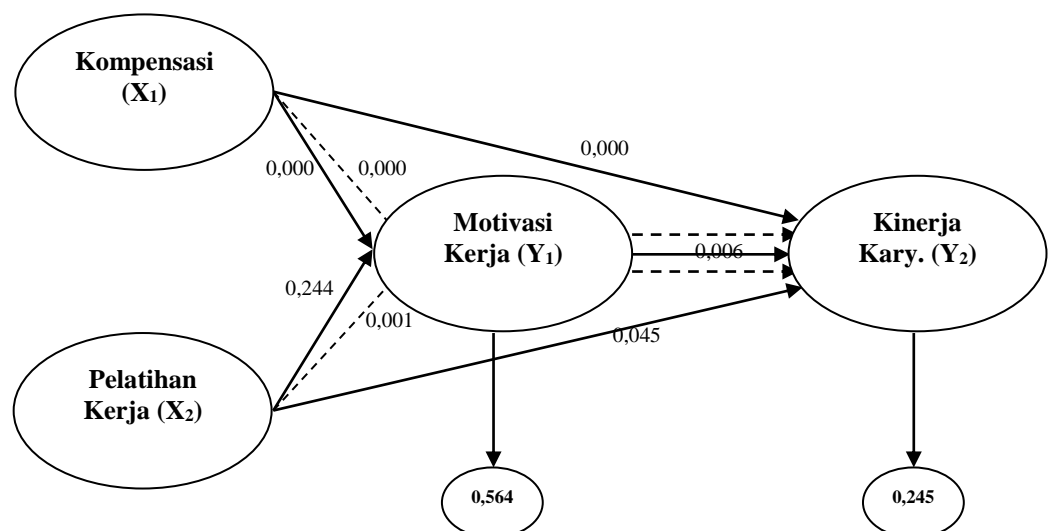 Kompensasi
(X₁)
0,000
0,000
0,000
Motivasi
Kerja (Y₁)
Kinerja
Kary. (Y₂)
0,006
0,244
0,001
0,045
Pelatihan
Kerja (X₂)
0,564
0,245